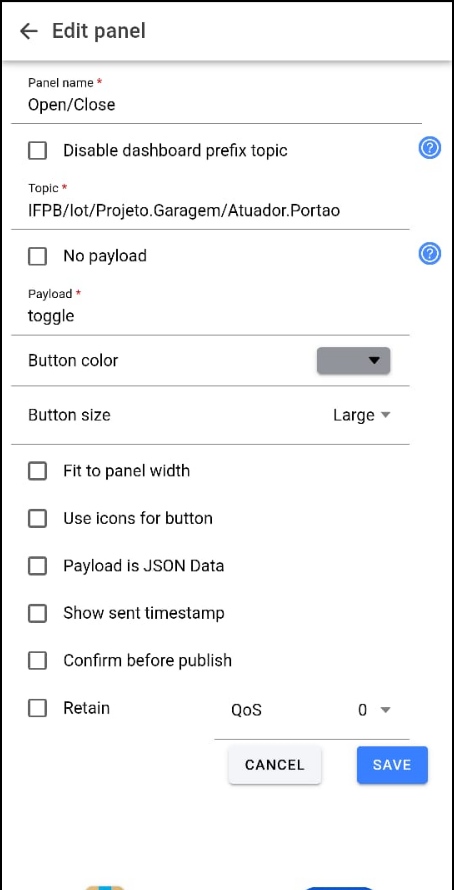 Edit panel
Panel name *
Open/Close
Disable dashboard prefix topic
Topic *
IFPB/Iot/Projeto.Garagem/Atuador.Portao
No payload
Payload *
toggle
Button color
Button size Large
Fit to panel width
Use icons for button
Payload is JSON Data
Show sent timestamp
Confirm before publish
Retain QoS 0
CANCEL SAVE